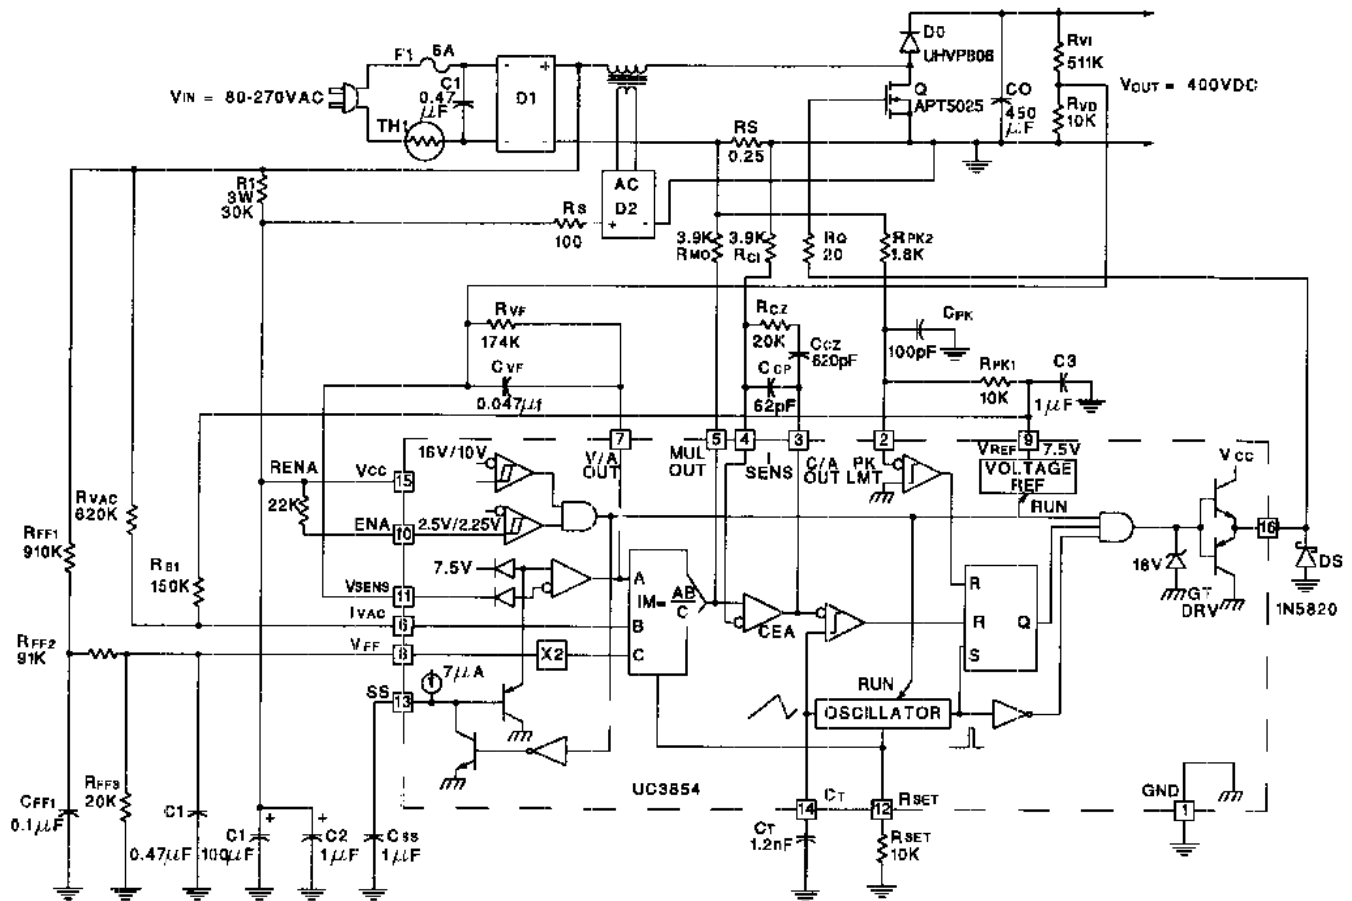 F1 6A
VIN = 80-270VAC
C1
0.47
μF
TH1
D1
D0
UHVP806
Q
APT5025
CO
450
μF
RVI
511K
RVD
10K
VOUT = 400VDC
RS
0.25
R1
3W
30K
RS
100
AC
D2
+ -
3.9K
RMO
3.9K
RCI
RQ
20
RPK2
1.8K
RVF
174K
CVF
0.047μf
RCZ
20K
CCZ
620pF
CCP
62pF
CPK
100pF
RPK1
10K
C3
1μF
7
V/A
OUT
5
MUL
OUT
4
I
SENS
3
C/A
OUT
2
PK
LMT
9
VREF 7.5V
VOLTAGE
REF
RUN
VCC
16V/10V
RENA
VCC
15
22K
ENA
10
2.5V/2.25V
RVAC
620K
RFF1
910K
RB1
150K
7.5V
VSENS
11
IVAC
6
VFF
8
X2
A
B
C
IM= AB
C
CEA
R
R
S
Q
16
18V
GT
DRV
DS
1N5820
RFF2
91K
7μA
SS
13
RUN
OSCILLATOR
UC3854
CT
14
12
RSET
GND
1
CFF1
0.1μF
RFF3
20K
C1
0.47μF
C1
100μF
+
C2
1μF
+
CSS
1μF
CT
1.2nF
RSET
10K